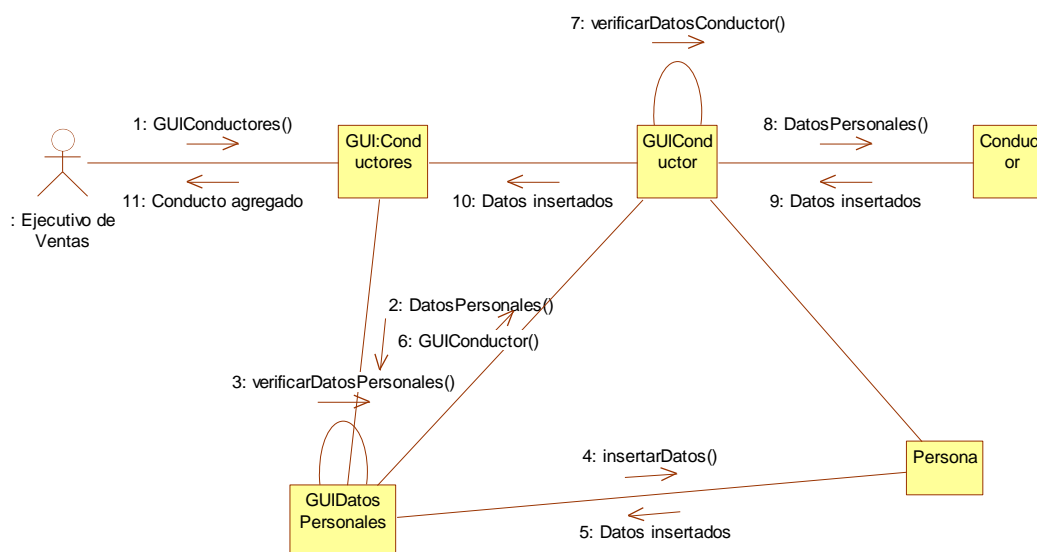 7: verificarDatosConductor()
1: GUIConductores()
GUI:Cond
uctores
GUICond
uctor
8: DatosPersonales()
Conduct
or
11: Conducto agregado
10: Datos insertados
9: Datos insertados
: Ejecutivo de
Ventas
2: DatosPersonales()
6: GUIConductor()
3: verificarDatosPersonales()
4: insertarDatos()
Persona
GUIDatos
Personales
5: Datos insertados